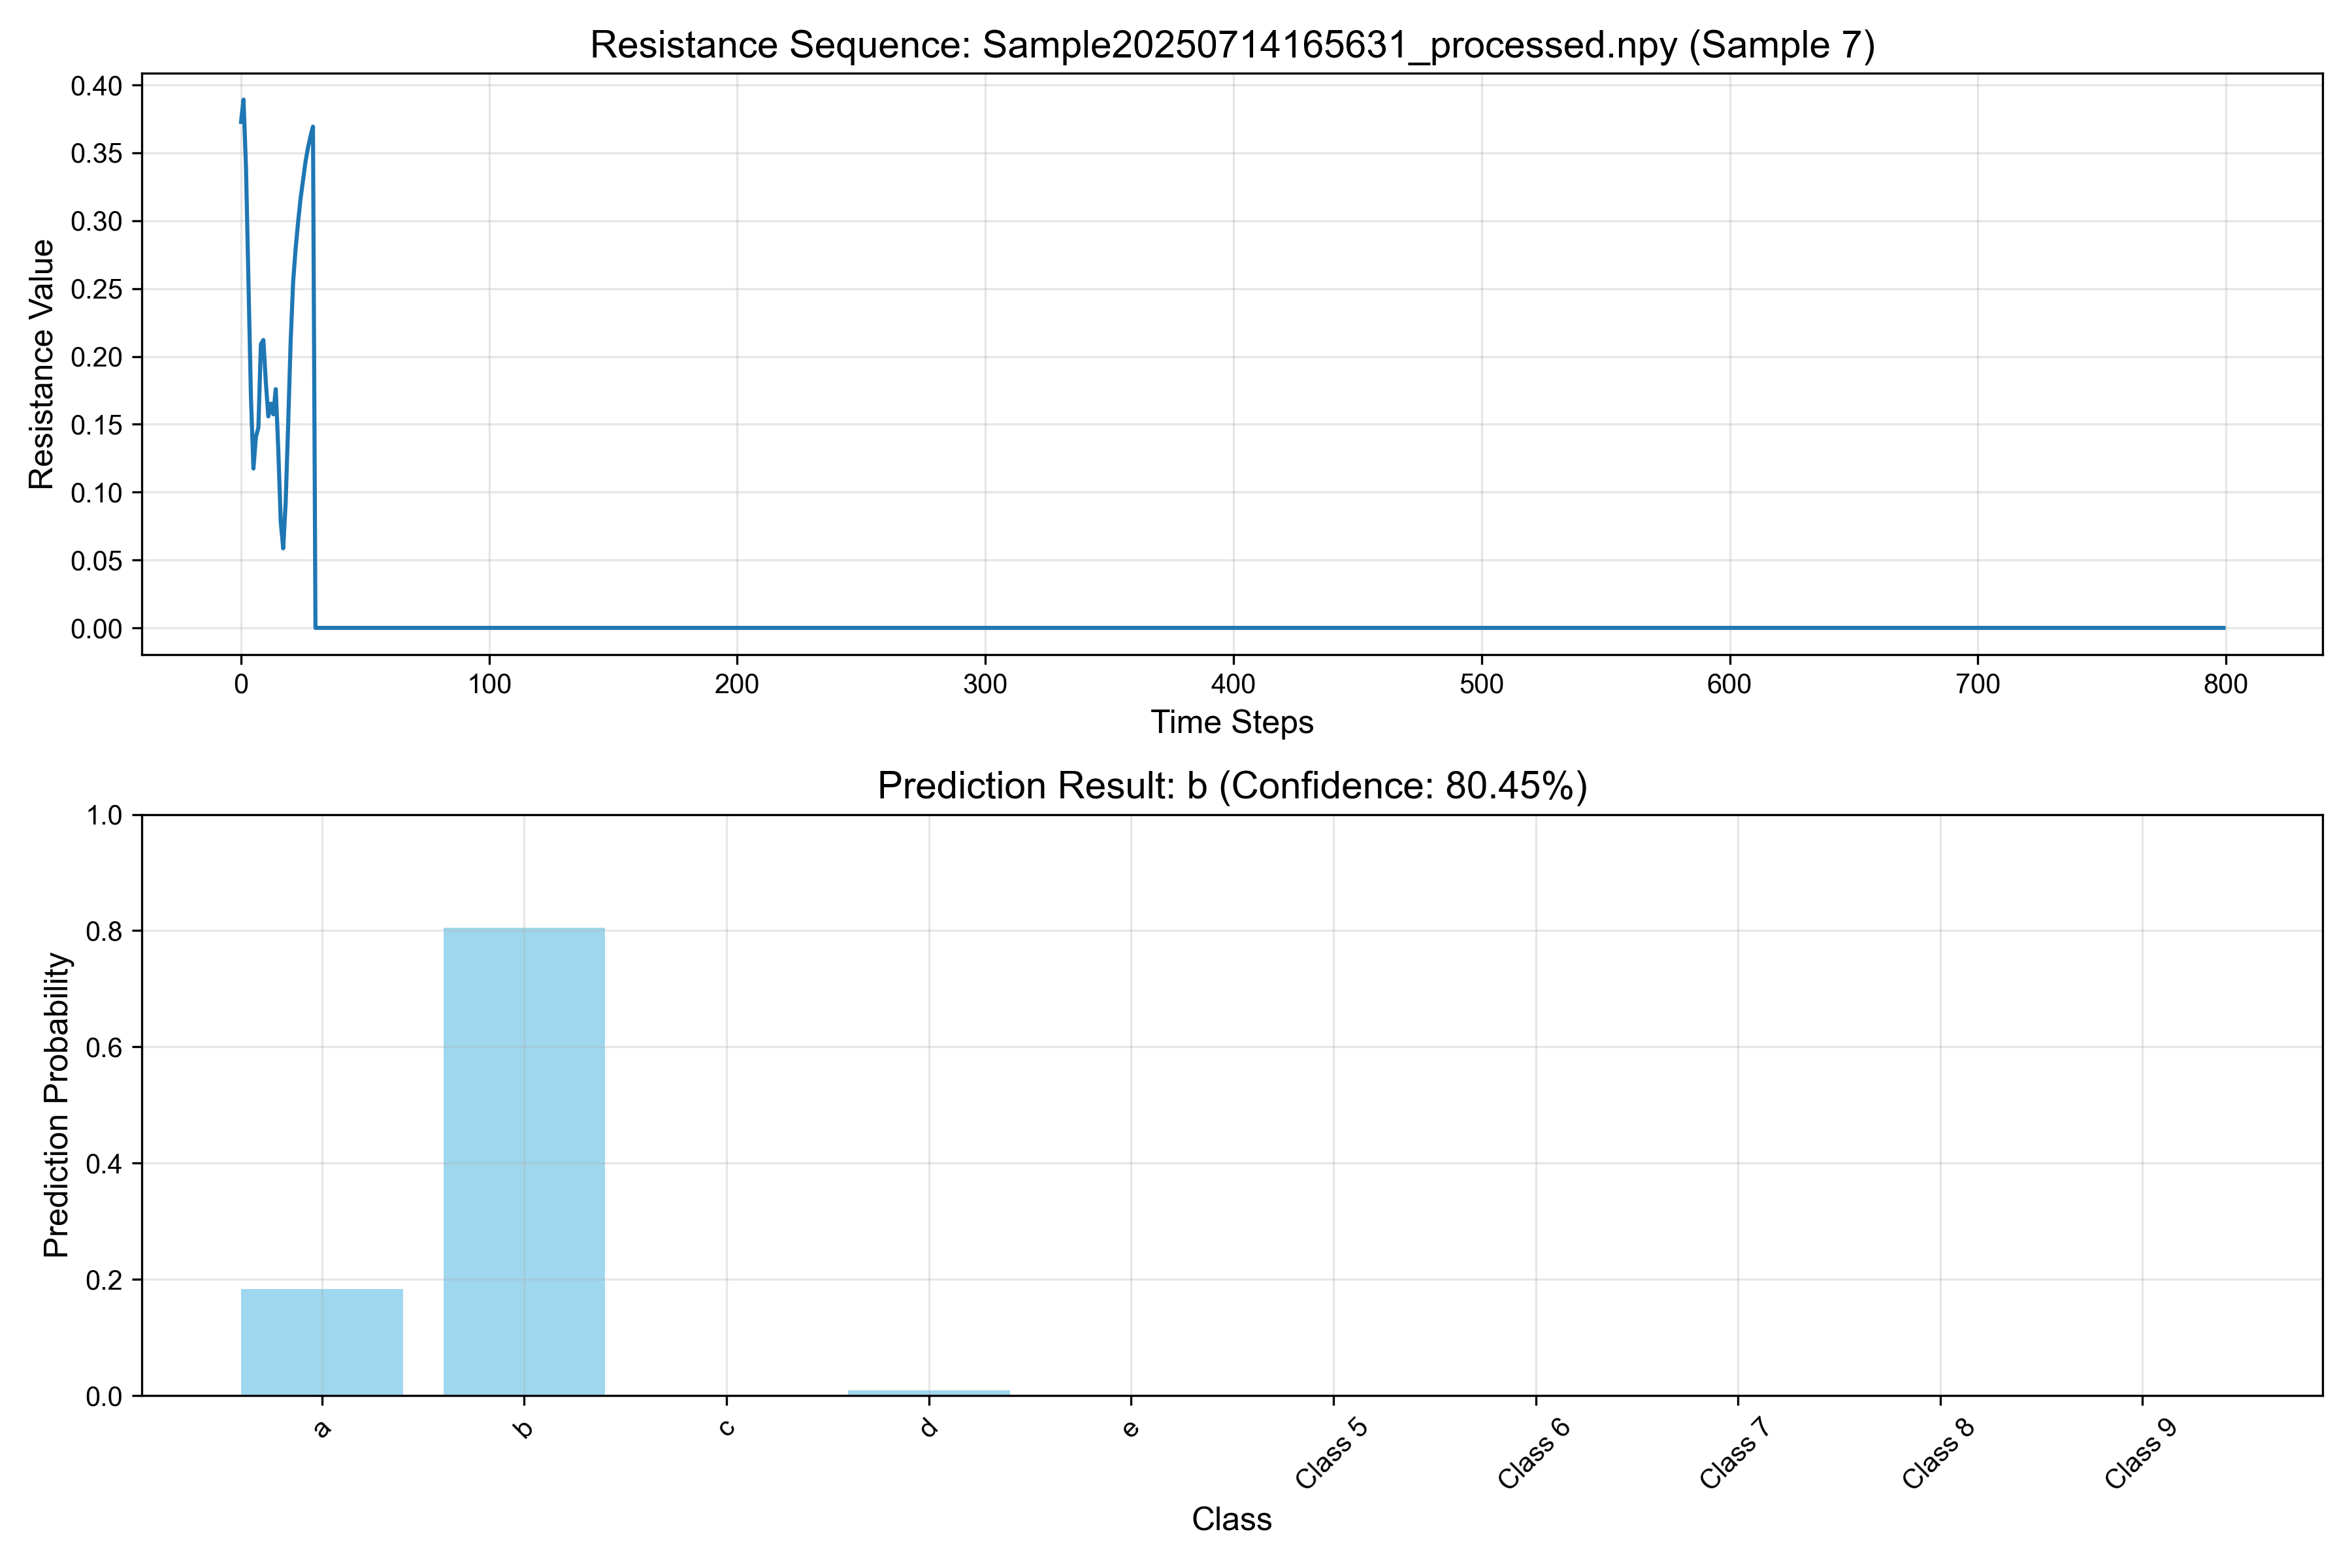 Resistance Sequence: Sample20250714165631_processed.npy (Sample 7)
Resistance Value
0.40
0.35
0.30
0.25
0.20
0.15
0.10
0.05
0.00
0 100 200 300 400 500 600 700 800
Time Steps
Prediction Result: b (Confidence: 80.45%)
Prediction Probability
1.0
0.8
0.6
0.4
0.2
0.0
a b c d e Class 5 Class 6 Class 7 Class 8 Class 9
Class